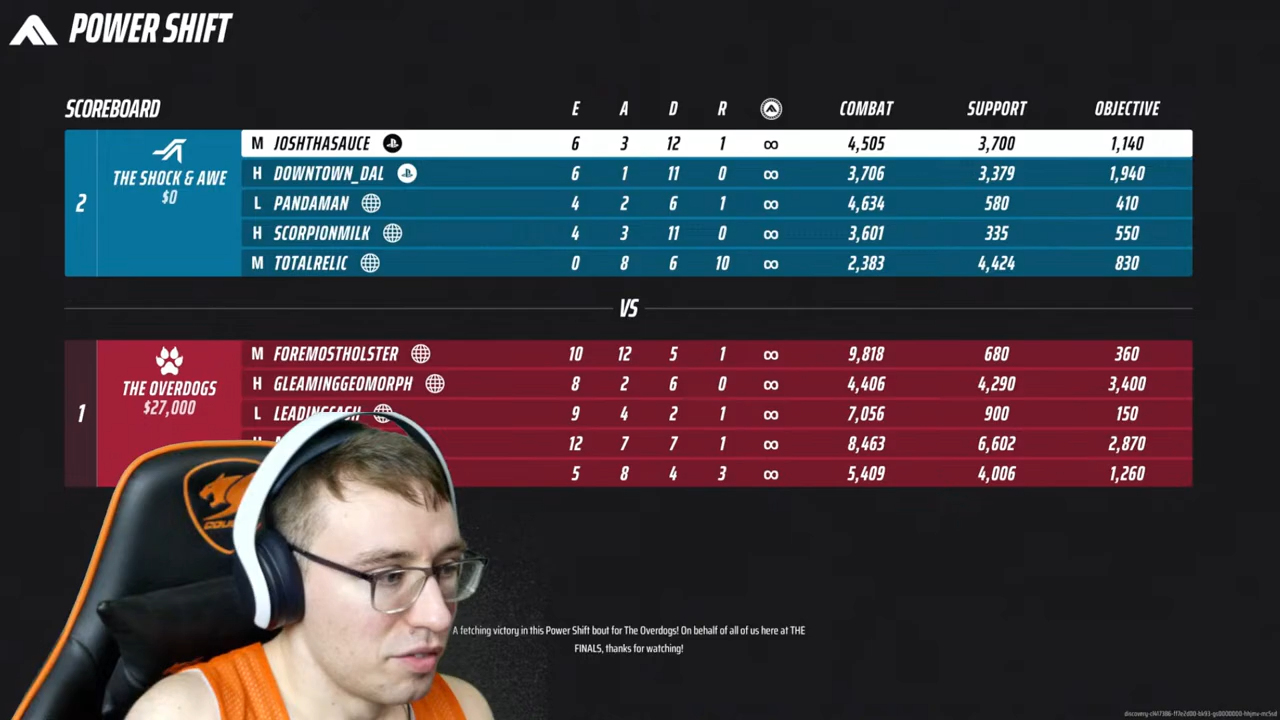 POWER SHIFT
SCOREBOARD E A D R COMBAT SUPPORT OBJECTIVE
2
THE SHOCK & AWE
$0
M JOSHTHASAUCE 6 3 12 1 ∞ 4,505 3,700 1,140
H DOWNTOWN_DAL 6 1 11 0 ∞ 3,706 3,379 1,940
L PANDAMAN 4 2 6 1 ∞ 4,634 580 410
H SCORPIONMILK 4 3 11 0 ∞ 3,601 335 550
M TOTALRELIC 0 8 6 10 ∞ 2,383 4,424 830
VS
1
THE OVERDOGS
$27,000
M FOREMOSTHOLSTER 10 12 5 1 ∞ 9,818 680 360
H GLEAMINGGEOMORPH 8 2 6 0 ∞ 4,406 4,290 3,400
L LEADINGCASH 9 4 2 1 ∞ 7,056 900 150
12 7 7 1 ∞ 8,463 6,602 2,870
5 8 4 3 ∞ 5,409 4,006 1,260
A fetching victory in this Power Shift bout for The Overdogs! On behalf of all of us here at THE
FINALS, thanks for watching!